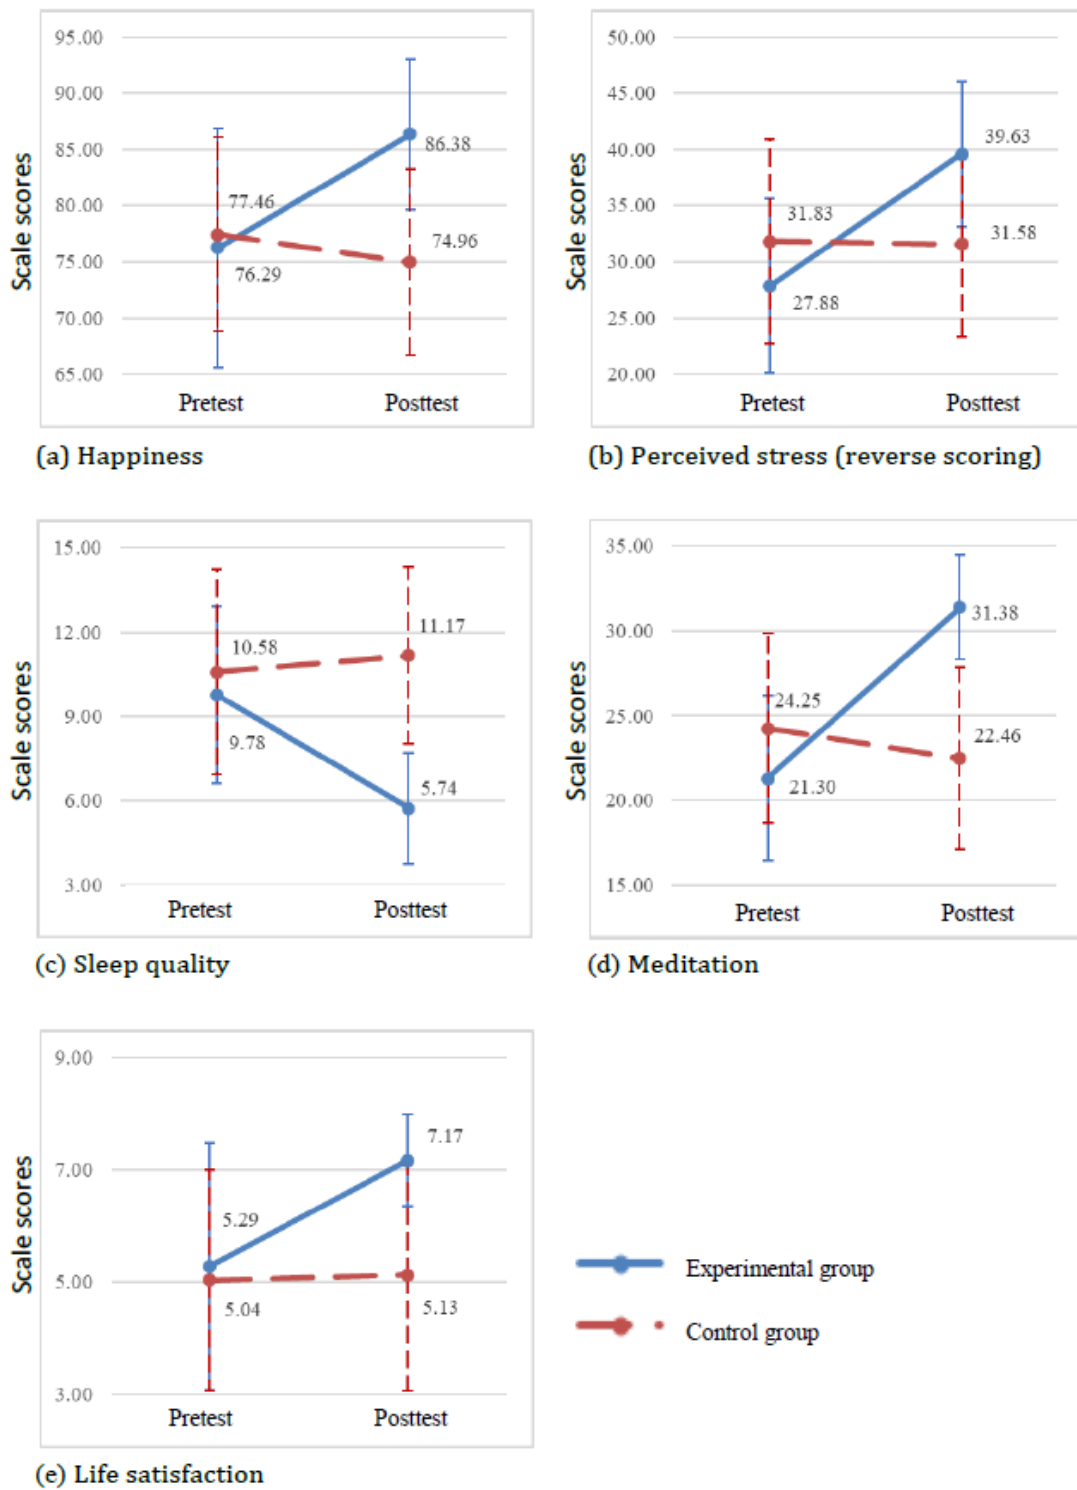 95.00
90.00
85.00
80.00
75.00
70.00
65.00
Scale scores
77.46
76.29
86.38
74.96
Pretest Posttest
(a) Happiness
50.00
45.00
40.00
35.00
30.00
25.00
20.00
Scale scores
31.83
27.88
39.63
31.58
Pretest Posttest
(b) Perceived stress (reverse scoring)
15.00
12.00
9.00
6.00
3.00
Scale scores
10.58
9.78
11.17
5.74
Pretest Posttest
(c) Sleep quality
35.00
30.00
25.00
20.00
15.00
Scale scores
24.25
21.30
31.38
22.46
Pretest Posttest
(d) Meditation
9.00
7.00
5.00
3.00
Scale scores
5.29
5.04
7.17
5.13
Pretest Posttest
(e) Life satisfaction
Experimental group
Control group